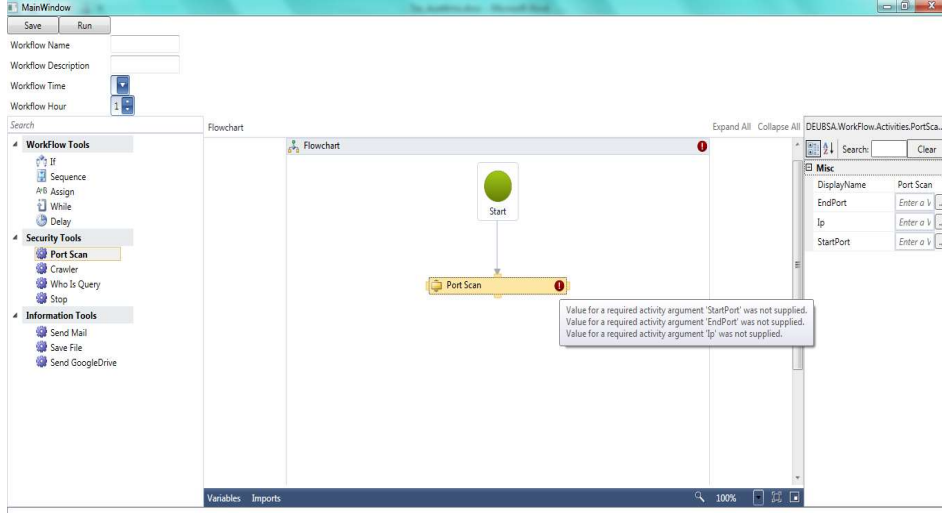 MainWindow
Save Run
Workflow Name
Workflow Description
Workflow Time
Workflow Hour 1
Search
WorkFlow Tools
If
Sequence
A+B Assign
While
Delay
Security Tools
Port Scan
Crawler
Who Is Query
Stop
Information Tools
Send Mail
Save File
Send GoogleDrive
Flowchart Expand All Collapse All
Flowchart
Start
Port Scan
Value for a required activity argument 'StartPort' was not supplied.
Value for a required activity argument 'EndPort' was not supplied.
Value for a required activity argument 'Ip' was not supplied.
Variables Imports 100%
DEUBSA.WorkFlow.Activities.PortSca...
Search: Clear
Misc
DisplayName Port Scan
EndPort Enter a V ...
Ip Enter a V ...
StartPort Enter a V ...